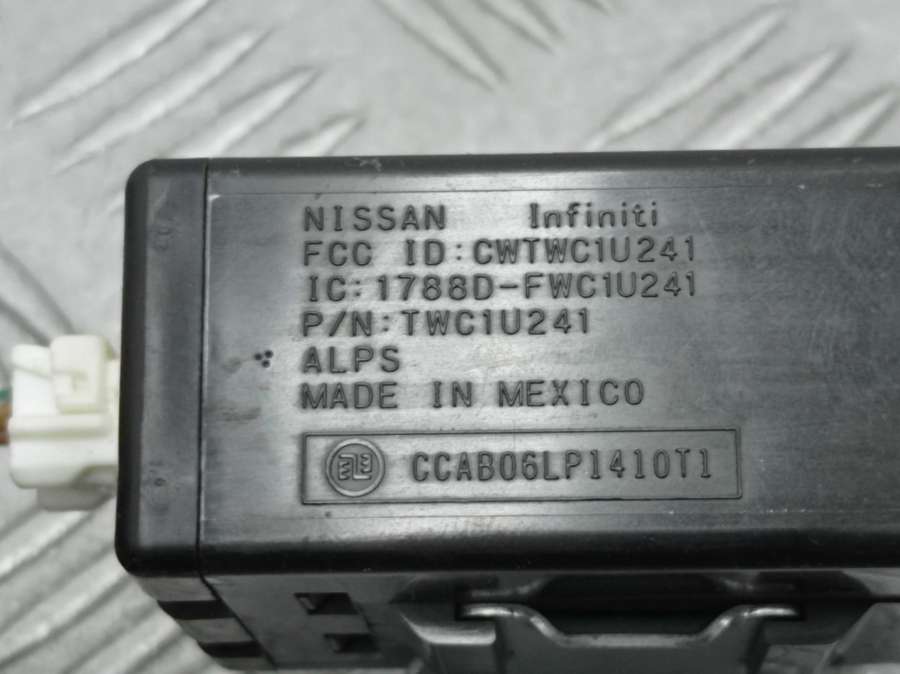 NISSAN Infiniti
FCC ID:CWTWC1U241
IC:1788D-FWC1U241
P/N:TWC1U241
ALPS
MADE IN MEXICO
CCAB06LP1410T1